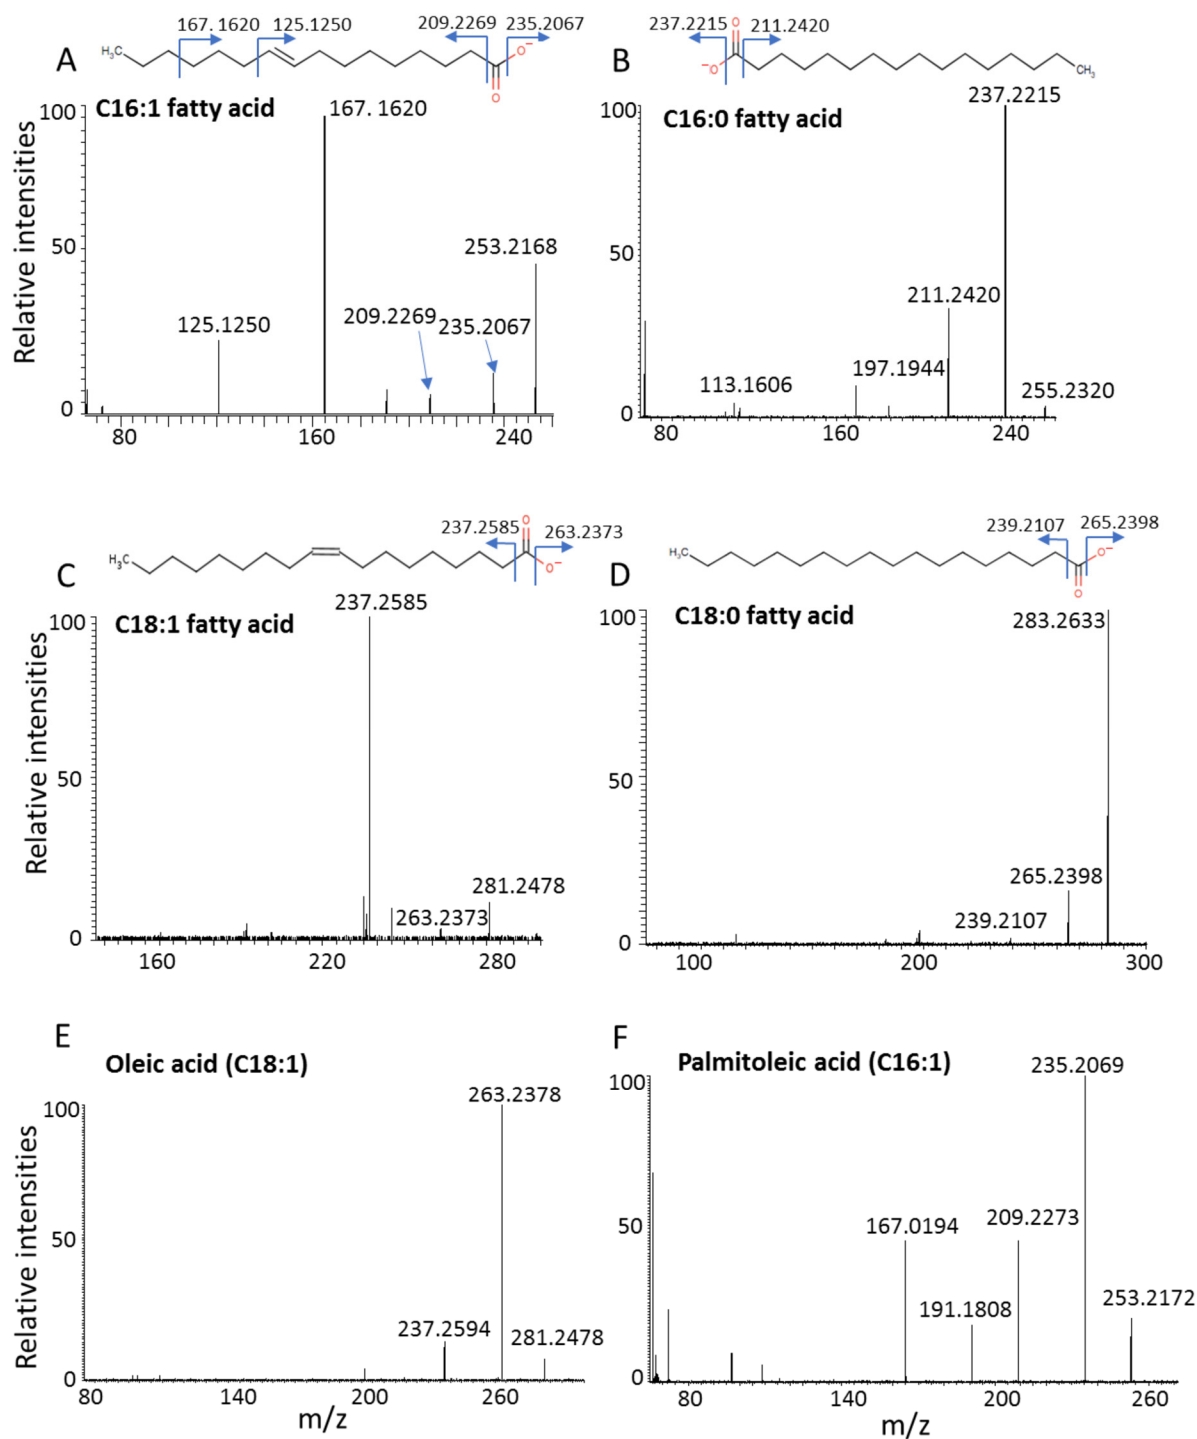 167. 1620 125.1250 209.2269 235.2067
A
H₃C
O⁻
O
C16:1 fatty acid
Relative intensities
100
50
0
167. 1620
253.2168
209.2269 235.2067
125.1250
80 160 240
237.2215 211.2420
B
O
⁻O
CH₃
C16:0 fatty acid
100
50
0
237.2215
211.2420
197.1944
113.1606
255.2320
80 160 240
237.2585 263.2373
C
H₃C
O
O⁻
C18:1 fatty acid
Relative intensities
100
50
0
237.2585
281.2478
263.2373
160 220 280
239.2107 265.2398
D
H₃C
O⁻
O
C18:0 fatty acid
100
50
0
283.2633
265.2398
239.2107
100 200 300
E
Oleic acid (C18:1)
Relative intensities
100
50
0
263.2378
237.2594 281.2478
80 140 200 260
m/z
F
Palmitoleic acid (C16:1)
100
50
0
235.2069
167.0194 209.2273
191.1808 253.2172
80 140 200 260
m/z